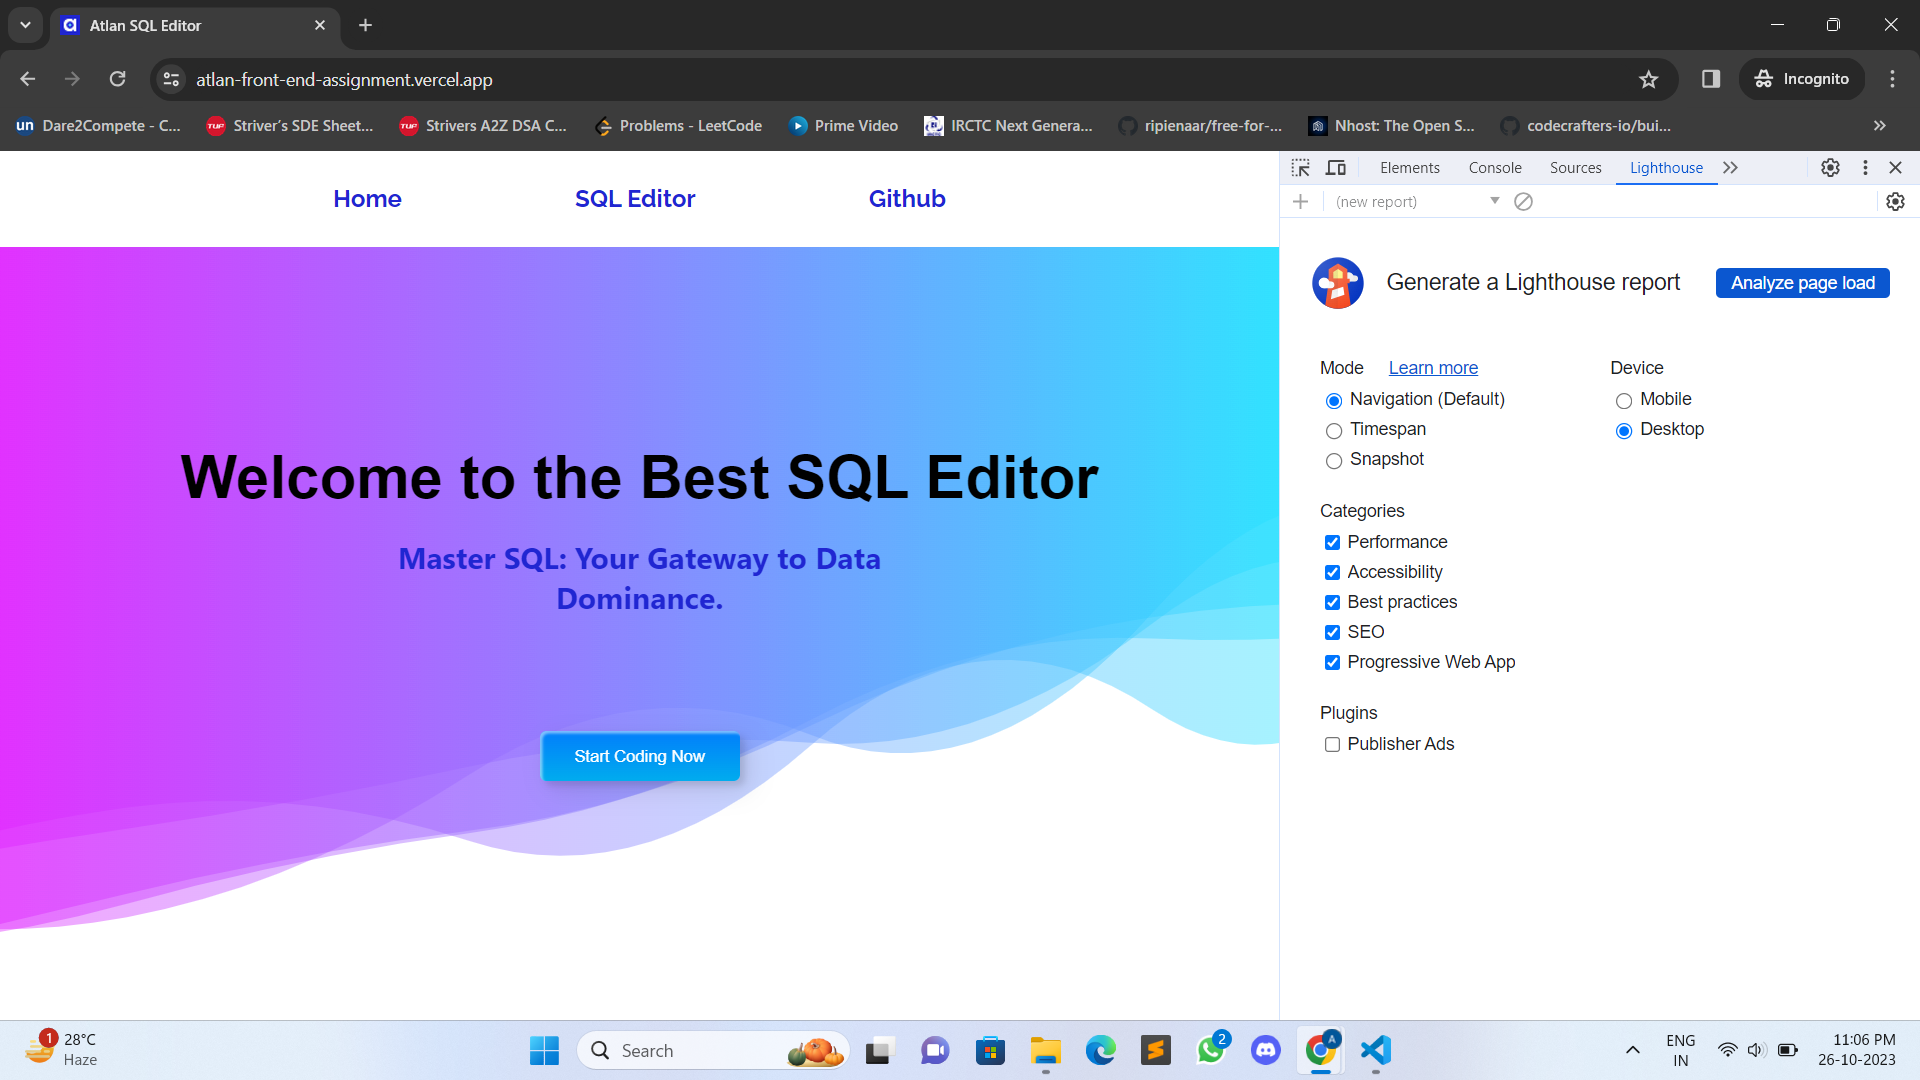 Atlan SQL Editor
atlan-front-end-assignment.vercel.app
Incognito
un Dare2Compete - C...
TUF Striver's SDE Sheet...
TUF Strivers A2Z DSA C...
Problems - LeetCode
Prime Video
IRCTC Next Genera...
ripienaar/free-for-...
Nhost: The Open S...
codecrafters-io/bui...
Home
SQL Editor
Github
Welcome to the Best SQL Editor
Master SQL: Your Gateway to Data
Dominance.
Start Coding Now
Elements
Console
Sources
Lighthouse
(new report)
Generate a Lighthouse report
Analyze page load
Mode
Learn more
Navigation (Default)
Timespan
Snapshot
Device
Mobile
Desktop
Categories
Performance
Accessibility
Best practices
SEO
Progressive Web App
Plugins
Publisher Ads
1
28°C
Haze
Search
2
A
ENG
IN
11:06 PM
26-10-2023